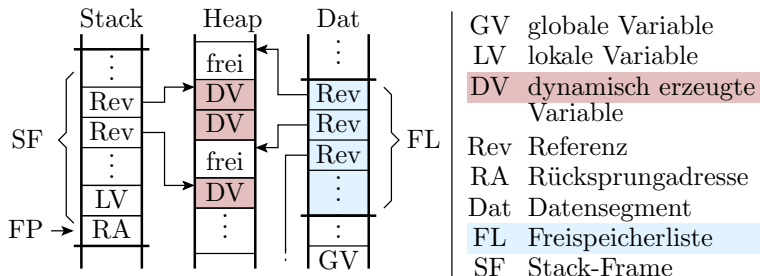 Stack Heap Dat
⋮ frei ⋮
Rev DV Rev
Rev DV Rev
SF ⋮ frei Rev FL
LV DV ⋮
FP RA ⋮ ⋮
GV
GV globale Variable
LV lokale Variable
DV dynamisch erzeugte
Variable
Rev Referenz
RA Rücksprungadresse
Dat Datensegment
FL Freispeicherliste
SF Stack-Frame